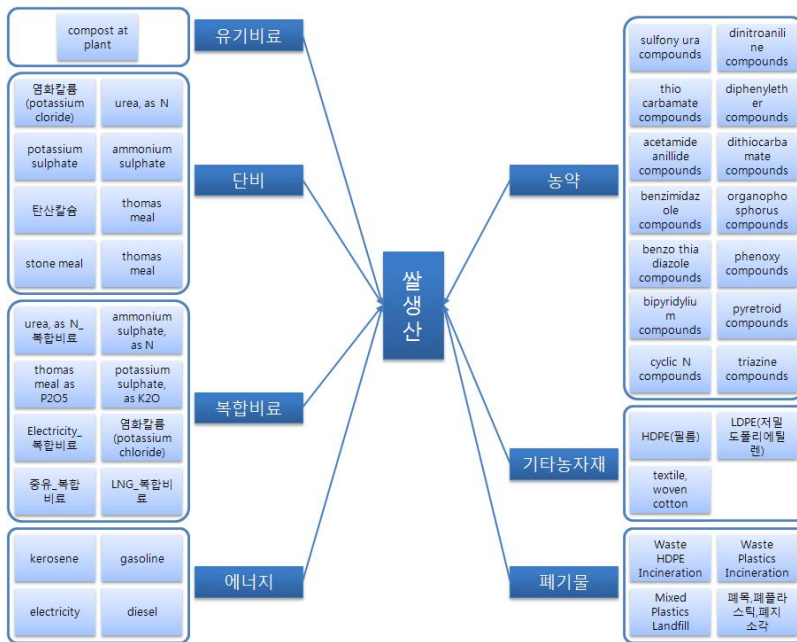 compost at
plant
유기비료
염화칼륨
(potassium
cloride)
urea, as N
potassium
sulphate
ammonium
sulphate
탄산칼슘
thomas
meal
stone meal
thomas
meal
단비
urea, as N_
복합비료
ammonium
sulphate,
as N
thomas
meal as
P2O5
potassium
sulphate,
as K2O
Electricity_
복합비료
염화칼륨
(potassium
chloride)
중유_복합
비료
LNG_복합비
료
복합비료
kerosene
gasoline
electricity
diesel
에너지
쌀
생
산
sulfony ura
compounds
dinitroanili
ne
compounds
thio
carbamate
compounds
diphenyleth
er
compounds
acetamide
anillide
compounds
dithiocarba
mate
compounds
benzimidaz
ole
compounds
organopho
sphorus
compounds
benzo thia
diazole
compounds
phenoxy
compounds
bipyridyliu
m
compounds
pyretroid
compounds
cyclic N
compounds
triazine
compounds
농약
HDPE(필름)
LDPE(저밀
도폴리에틸
렌)
textile,
woven
cotton
기타농자재
Waste
HDPE
Incineration
Waste
Plastics
Incineration
Mixed
Plastics
Landfill
폐목,폐플라
스틱,폐지
소각
폐기물